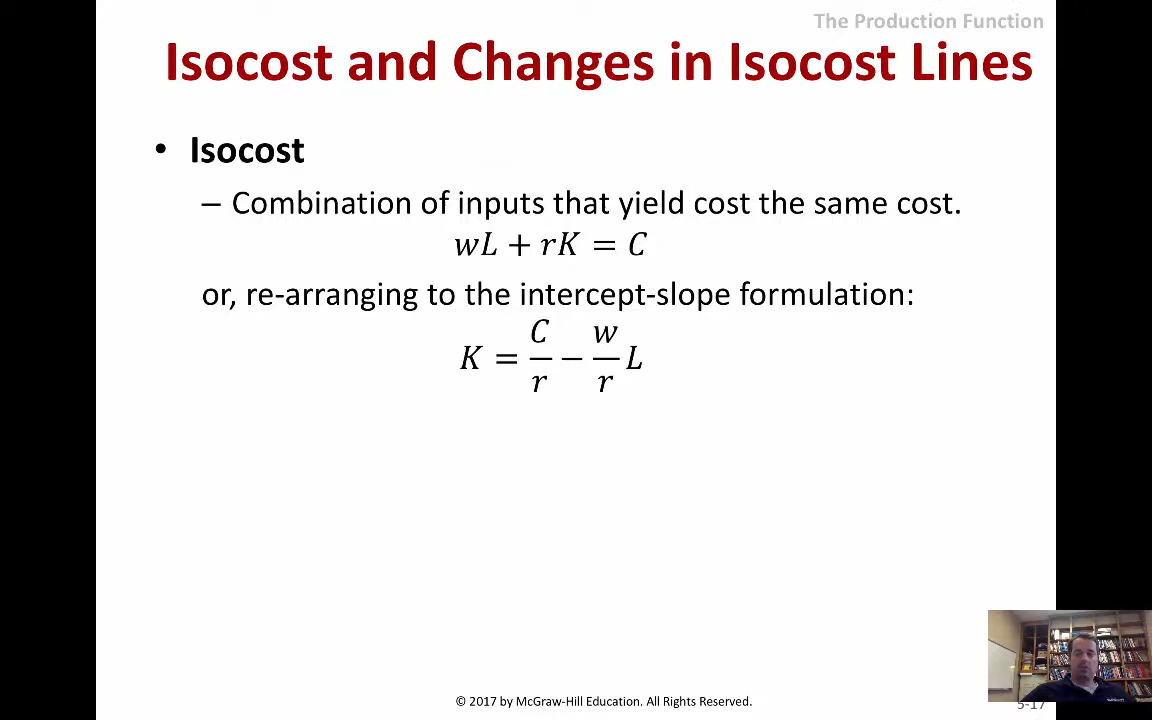 The Production Function
Isocost and Changes in Isocost Lines
• Isocost
– Combination of inputs that yield cost the same cost.
wL + rK = C
or, re-arranging to the intercept-slope formulation:
K = C/r − w/r L
© 2017 by McGraw-Hill Education. All Rights Reserved.
5-17